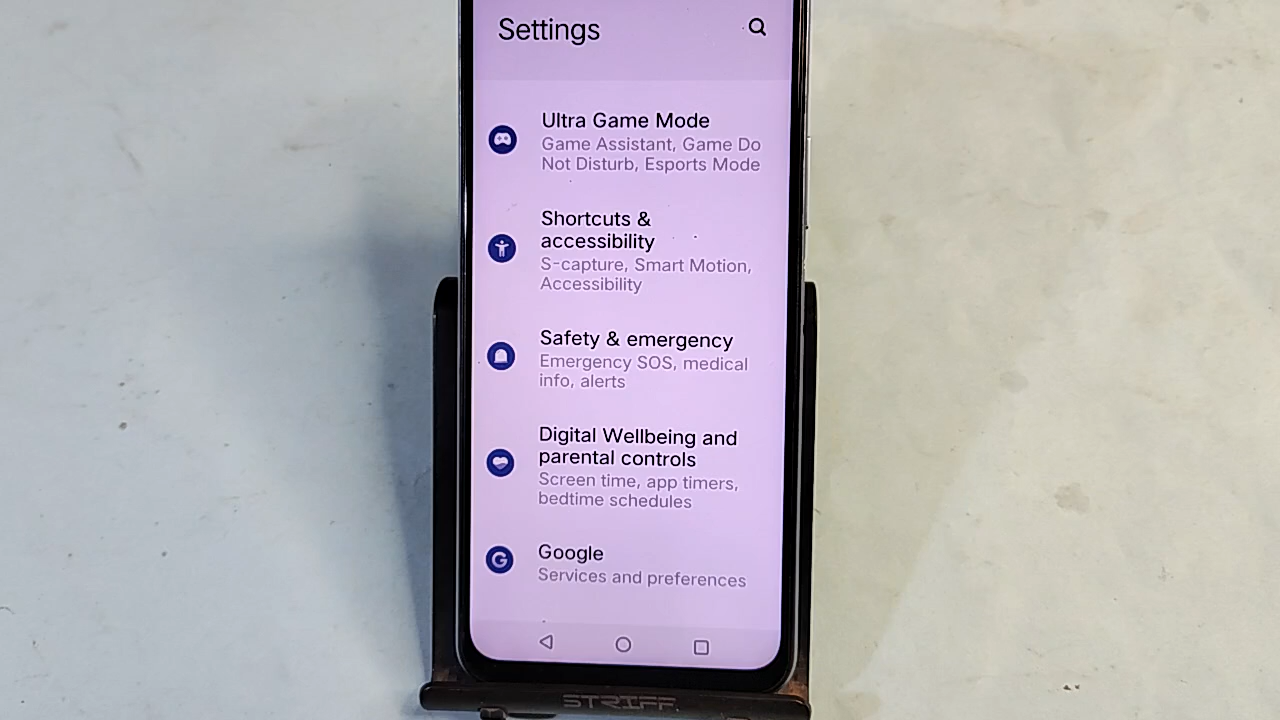 Settings
Ultra Game Mode
Game Assistant, Game Do
Not Disturb, Esports Mode
Shortcuts &
accessibility
S-capture, Smart Motion,
Accessibility
Safety & emergency
Emergency SOS, medical
info, alerts
Digital Wellbeing and
parental controls
Screen time, app timers,
bedtime schedules
G
Google
Services and preferences
STRIFF